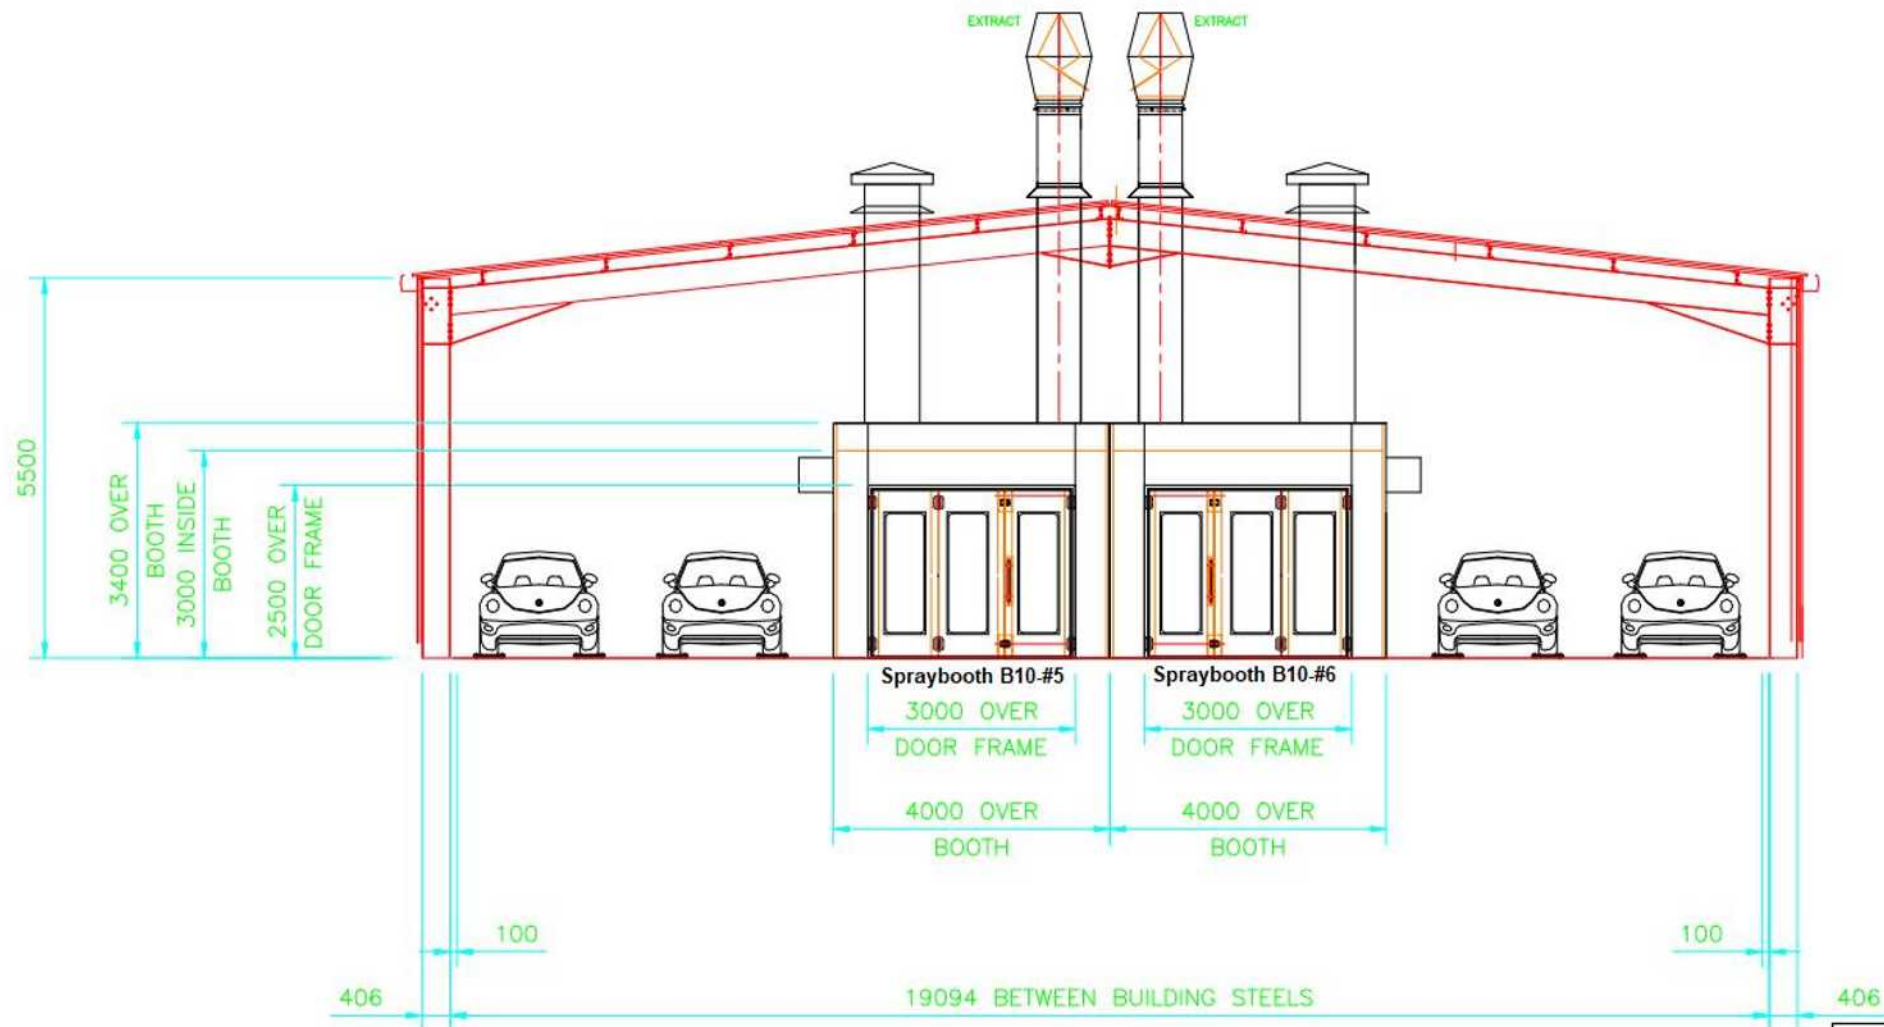 EXTRACT
EXTRACT
5500
3400 OVER
BOOTH
3000 INSIDE
BOOTH
2500 OVER
DOOR FRAME
Spraybooth B10-#5
Spraybooth B10-#6
3000 OVER
DOOR FRAME
3000 OVER
DOOR FRAME
4000 OVER
BOOTH
4000 OVER
BOOTH
100
100
406
19094 BETWEEN BUILDING STEELS
406